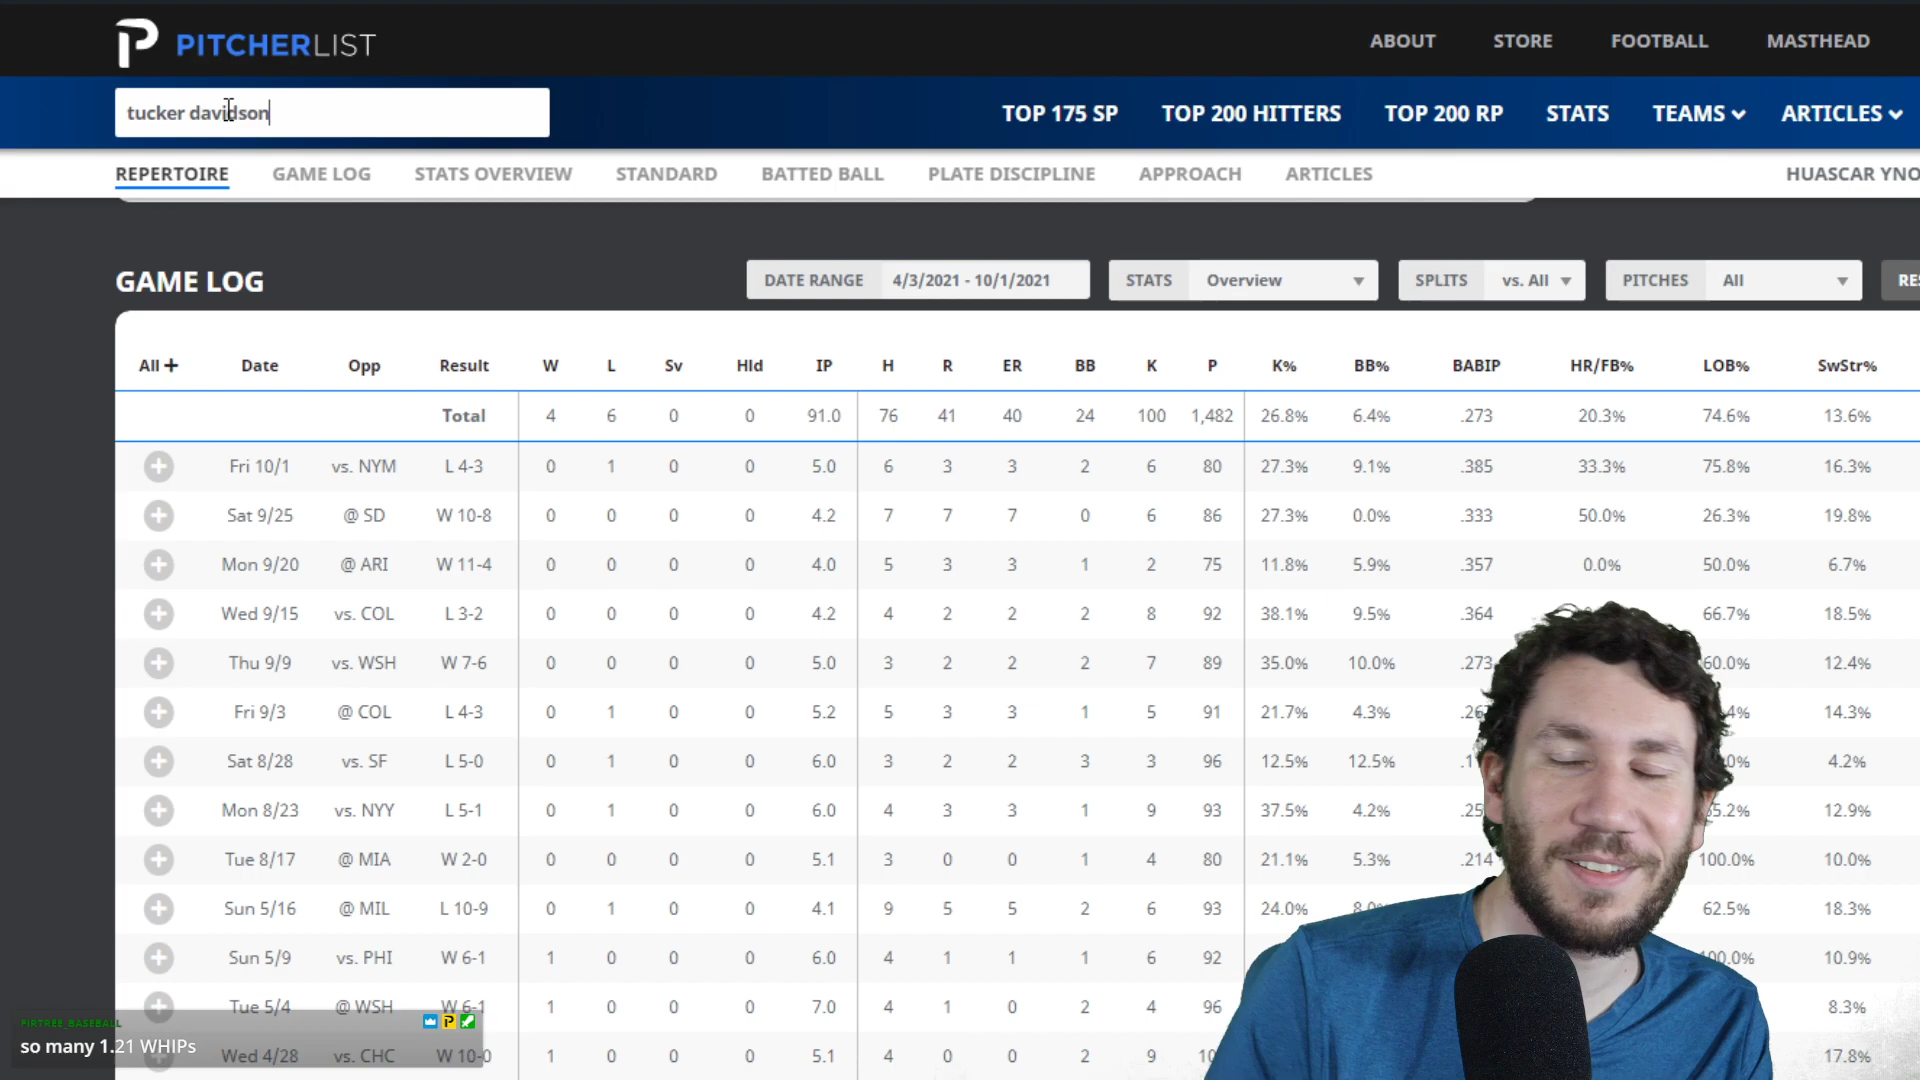 PITCHERLIST
ABOUT STORE FOOTBALL MASTHEAD
tucker davidson
TOP 175 SP TOP 200 HITTERS TOP 200 RP STATS TEAMS ARTICLES
REPERTOIRE GAME LOG STATS OVERVIEW STANDARD BATTED BALL PLATE DISCIPLINE APPROACH ARTICLES HUASCAR YNO
GAME LOG DATE RANGE 4/3/2021 - 10/1/2021 STATS Overview SPLITS vs. All PITCHES All RES
All + Date Opp Result W L Sv Hld IP H R ER BB K P K% BB% BABIP HR/FB% LOB% SwStr%
Total 4 6 0 0 91.0 76 41 40 24 100 1,482 26.8% 6.4% .273 20.3% 74.6% 13.6%
Fri 10/1 vs. NYM L 4-3 0 1 0 0 5.0 6 3 3 2 6 80 27.3% 9.1% .385 33.3% 75.8% 16.3%
Sat 9/25 @ SD W 10-8 0 0 0 0 4.2 7 7 7 0 6 86 27.3% 0.0% .333 50.0% 26.3% 19.8%
Mon 9/20 @ ARI W 11-4 0 0 0 0 4.0 5 3 3 1 2 75 11.8% 5.9% .357 0.0% 50.0% 6.7%
Wed 9/15 vs. COL L 3-2 0 0 0 0 4.2 4 2 2 2 8 92 38.1% 9.5% .364 66.7% 18.5%
Thu 9/9 vs. WSH W 7-6 0 0 0 0 5.0 3 2 2 2 7 89 35.0% 10.0% .273 60.0% 12.4%
Fri 9/3 @ COL L 4-3 0 1 0 0 5.2 5 3 3 1 5 91 21.7% 4.3% 14.3%
Sat 8/28 vs. SF L 5-0 0 1 0 0 6.0 3 2 2 3 3 96 12.5% 12.5% 4.2%
Mon 8/23 vs. NYY L 5-1 0 1 0 0 6.0 4 3 3 1 9 93 37.5% 4.2% 12.9%
Tue 8/17 @ MIA W 2-0 0 0 0 0 5.1 3 0 0 1 4 80 21.1% 5.3% .214 100.0% 10.0%
Sun 5/16 @ MIL L 10-9 0 1 0 0 4.1 9 5 5 2 6 93 24.0% 62.5% 18.3%
Sun 5/9 vs. PHI W 6-1 1 0 0 0 6.0 4 1 1 1 6 92 10.9%
Tue 5/4 @ WSH W 6-1 1 0 0 0 7.0 4 1 0 2 4 96 8.3%
FIRTREE_BASEBALL
so many 1.21 WHIPs
Wed 4/28 vs. CHC W 10-0 1 0 0 0 5.1 4 0 0 2 9 17.8%